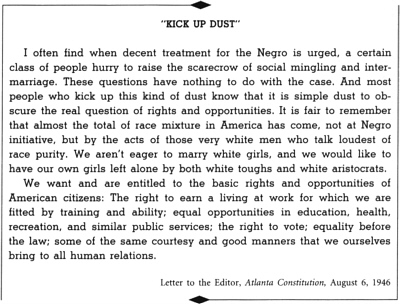 "KICK UP DUST"
I often find when decent treatment for the Negro is urged, a certain
class of people hurry to raise the scarecrow of social mingling and inter-
marriage. These questions have nothing to do with the case. And most
people who kick up this kind of dust know that it is simple dust to ob-
scure the real question of rights and opportunities. It is fair to remember
that almost the total of race mixture in America has come, not at Negro
initiative, but by the acts of those very white men who talk loudest of
race purity. We aren't eager to marry white girls, and we would like to
have our own girls left alone by both white toughs and white aristocrats.
We want and are entitled to the basic rights and opportunities of
American citizens: The right to earn a living at work for which we are
fitted by training and ability; equal opportunities in education, health,
recreation, and similar public services; the right to vote; equality before
the law; some of the same courtesy and good manners that we ourselves
bring to all human relations.
Letter to the Editor, Atlanta Constitution, August 6, 1946